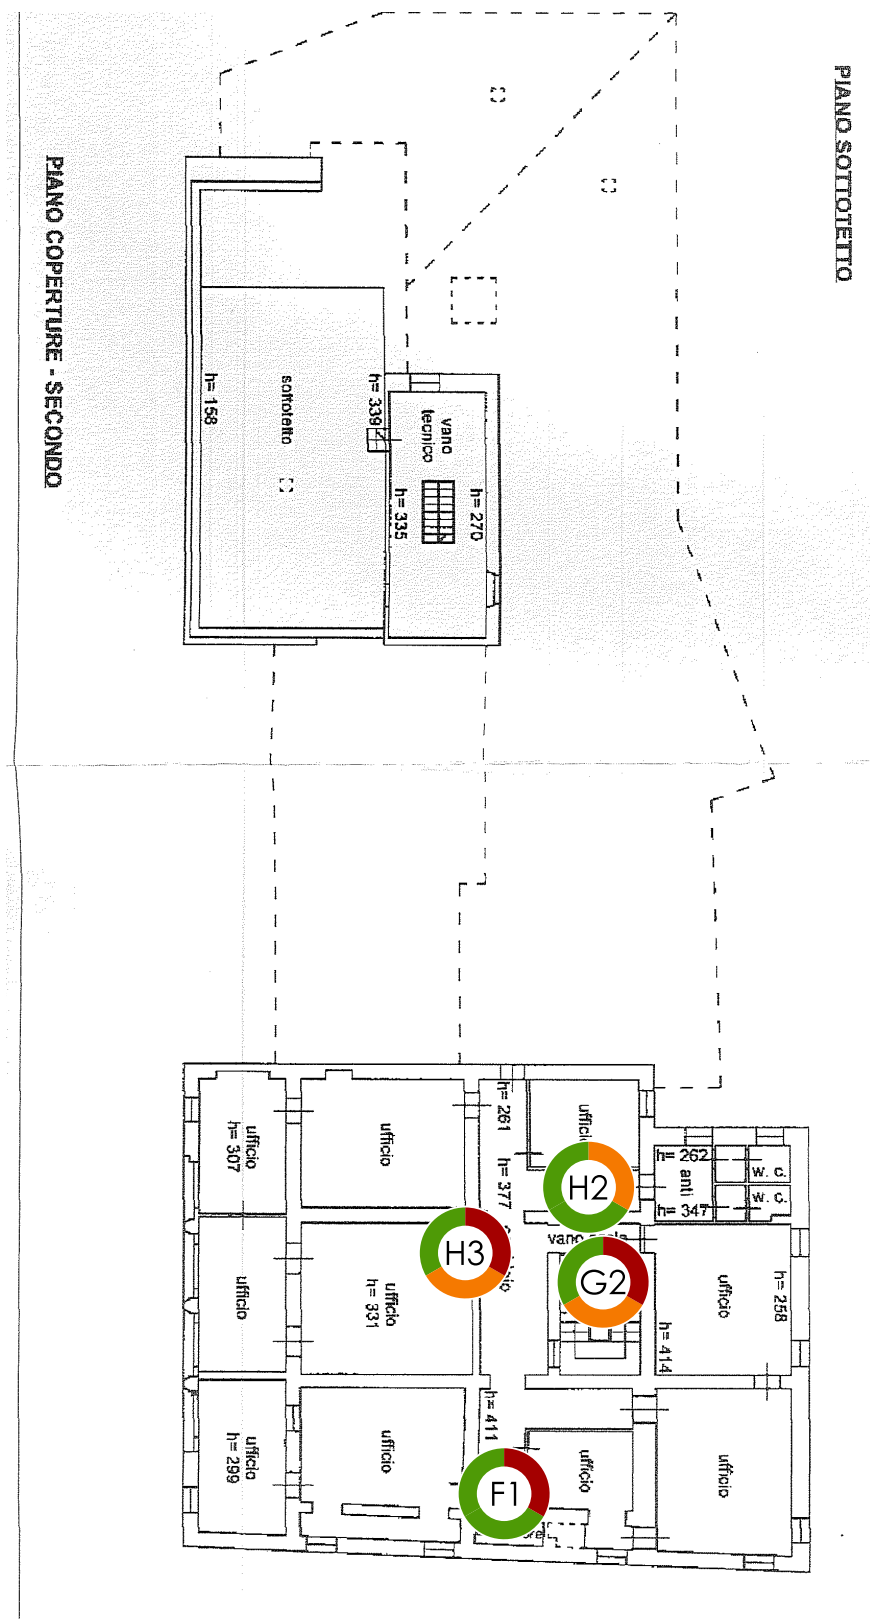 PIANO SOTTOTETTO
PIANO COPERTURE - SECONDO
h= 270
vano
tecnico
h= 335
h= 339
sottotetto
h= 158
w. c.
w. c.
h= 262
anti
h= 347
ufficio
h= 261
h= 377
ufficio
ufficio
h= 307
H2
H3
G2
F1
vano
h= 258
ufficio
h= 414
ufficio
h= 331
ufficio
h= 411
ufficio
ufficio
ufficio
ufficio
h= 299